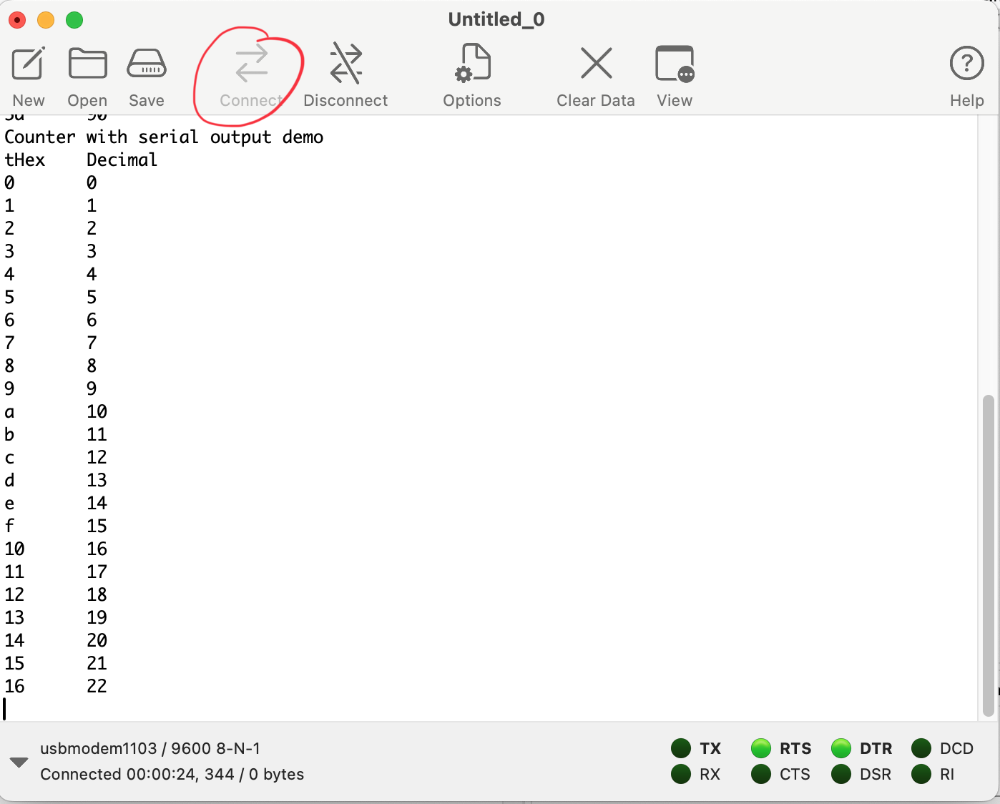 Untitled_0
New Open Save Connect Disconnect Options Clear Data View Help
Counter with serial output demo
tHex Decimal
0 0
1 1
2 2
3 3
4 4
5 5
6 6
7 7
8 8
9 9
a 10
b 11
c 12
d 13
e 14
f 15
10 16
11 17
12 18
13 19
14 20
15 21
16 22
usbmodem1103 / 9600 8-N-1
Connected 00:00:24, 344 / 0 bytes
TX RTS DTR DCD
RX CTS DSR RI